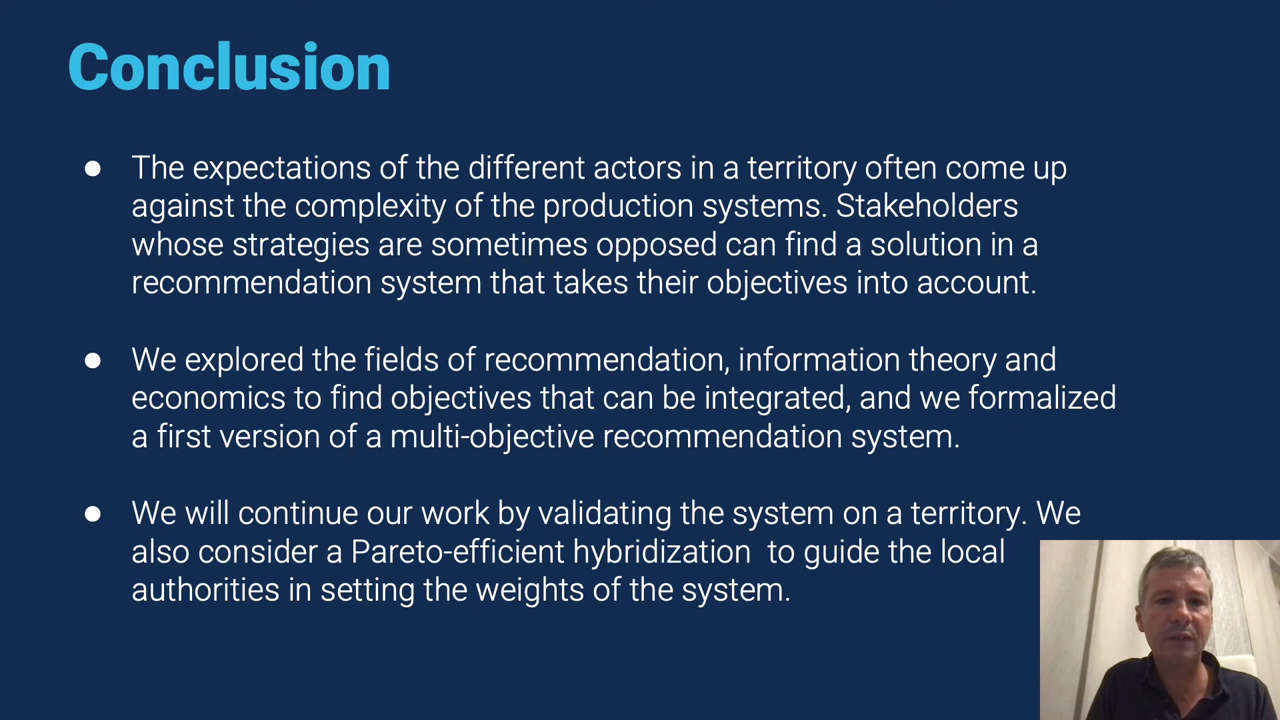 Conclusion
● The expectations of the different actors in a territory often come up
against the complexity of the production systems. Stakeholders
whose strategies are sometimes opposed can find a solution in a
recommendation system that takes their objectives into account.
● We explored the fields of recommendation, information theory and
economics to find objectives that can be integrated, and we formalized
a first version of a multi-objective recommendation system.
● We will continue our work by validating the system on a territory. We
also consider a Pareto-efficient hybridization  to guide the local
authorities in setting the weights of the system.